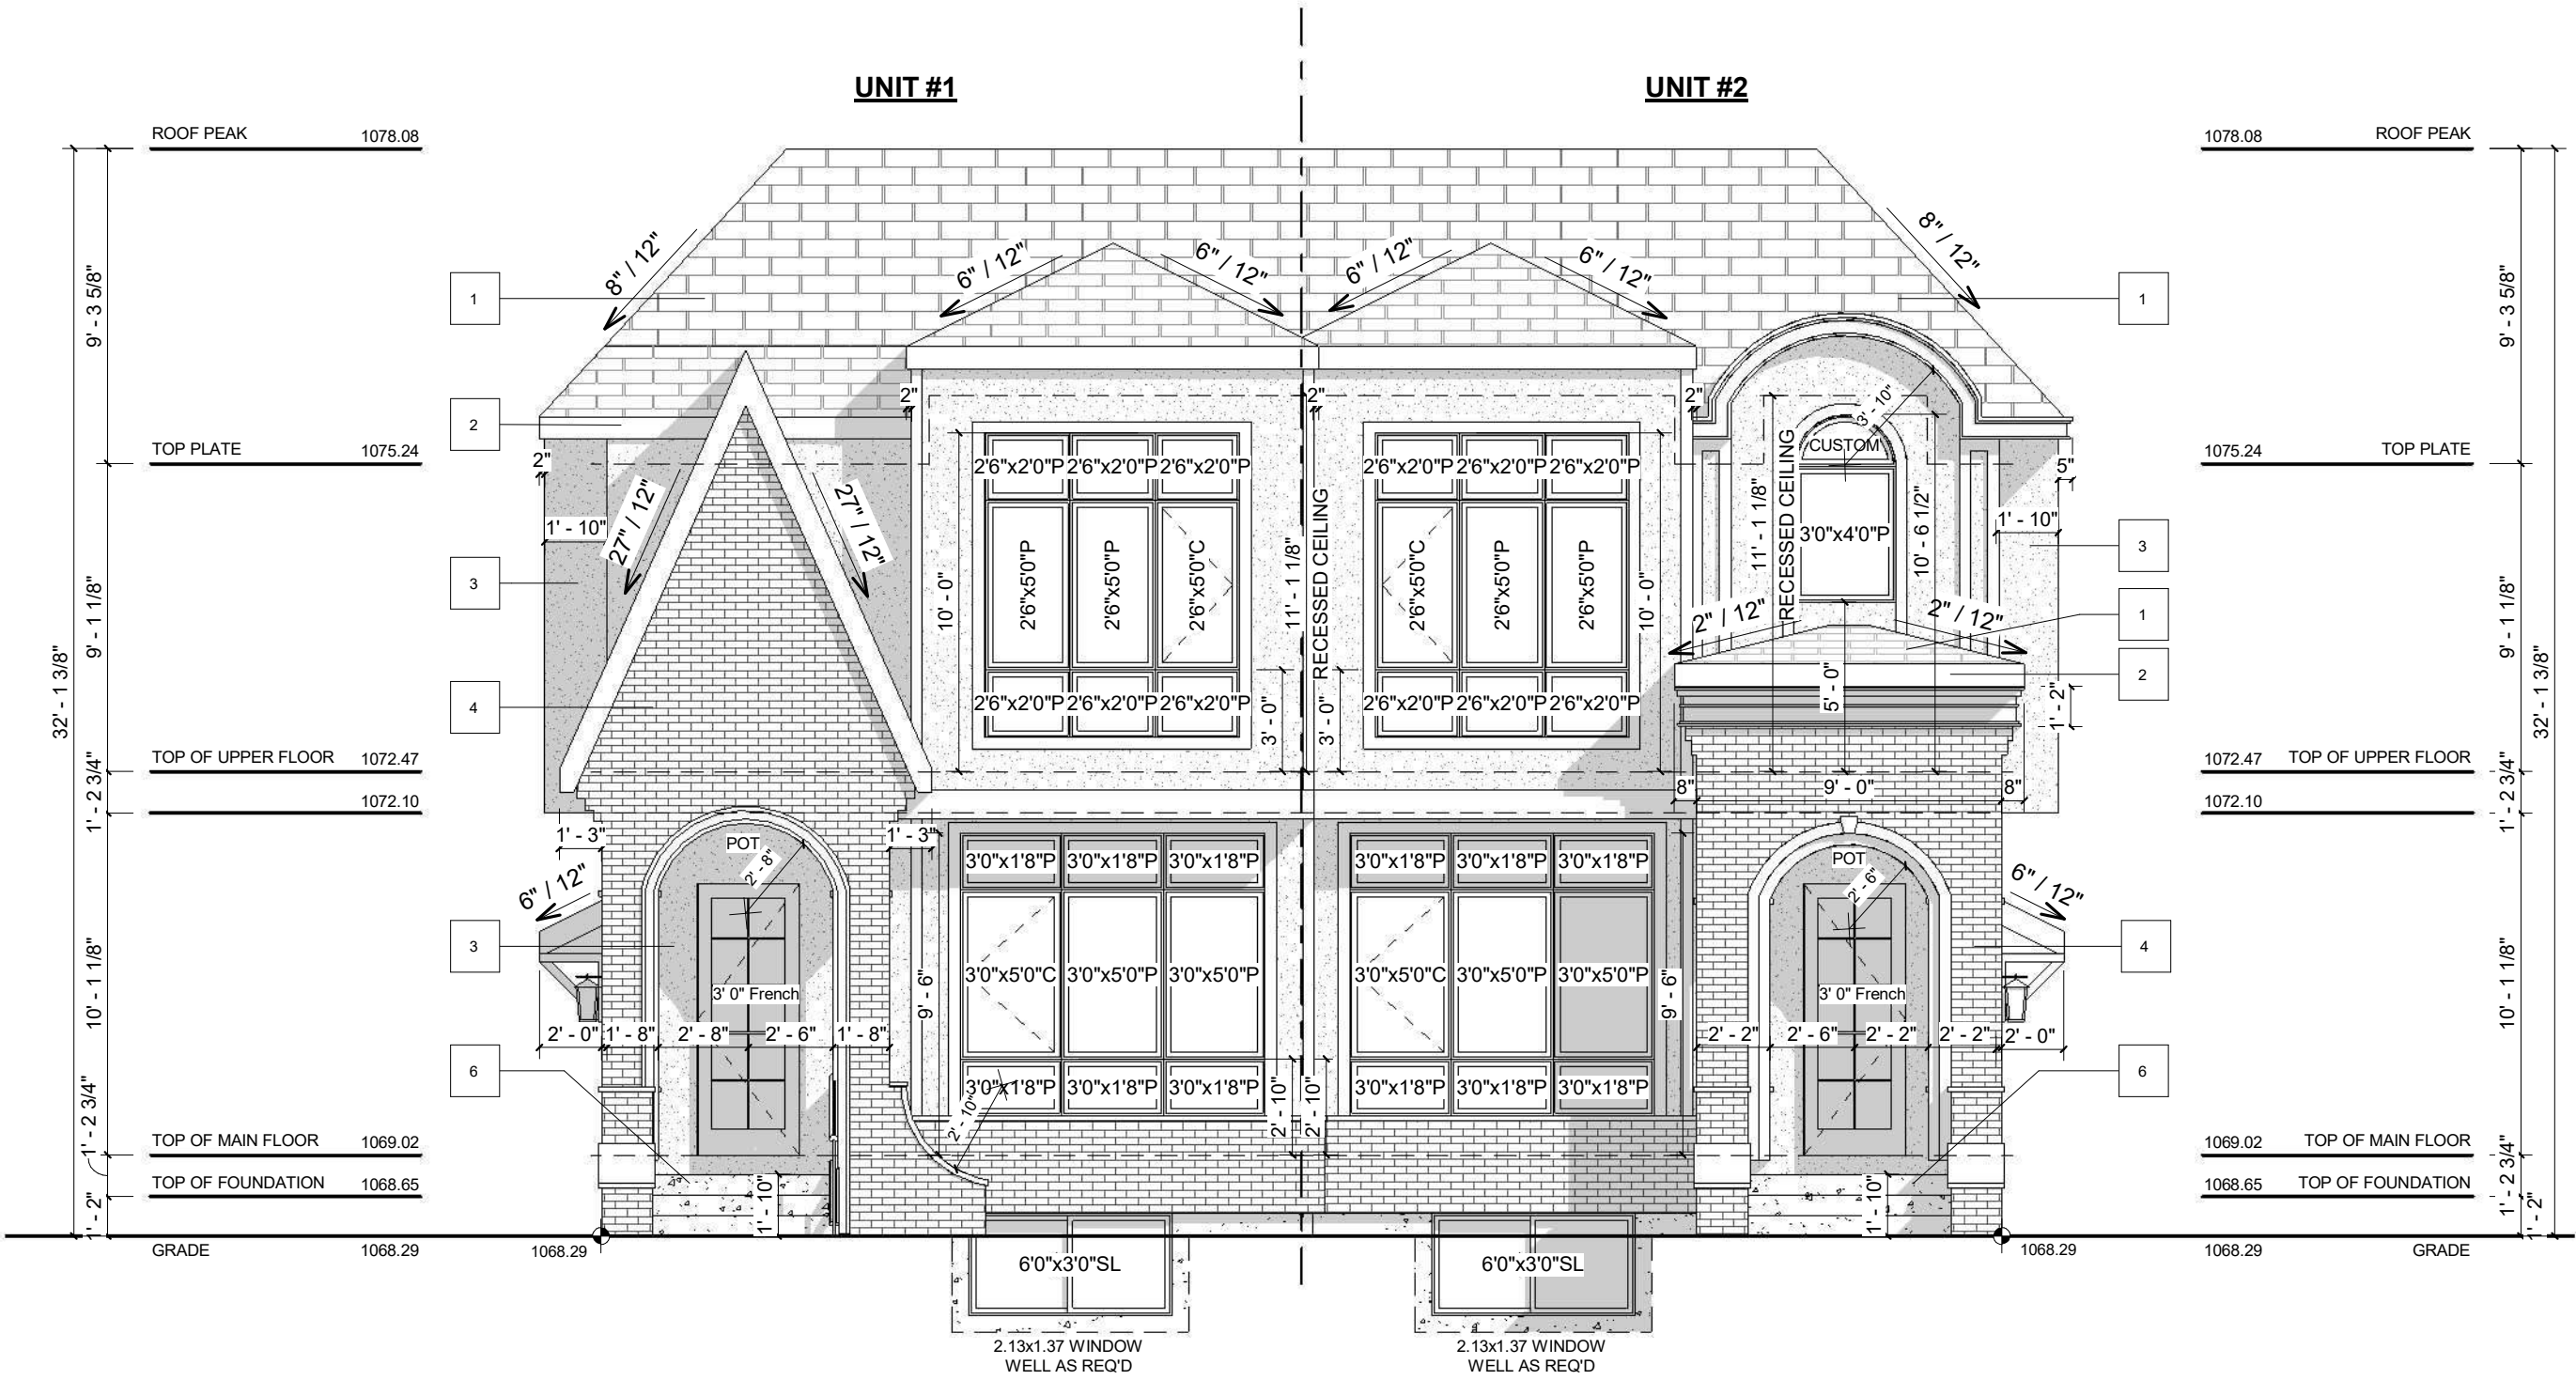 UNIT #1
UNIT #2
ROOF PEAK 1078.08
1078.08 ROOF PEAK
8" / 12"
6" / 12"
6" / 12"
6" / 12"
6" / 12"
8" / 12"
9' - 3 5/8"
9' - 3 5/8"
1
1
2
2"
2"
2"
3' - 10"
CUSTOM
TOP PLATE 1075.24
1075.24 TOP PLATE
2"
5"
2'6"x2'0"P 2'6"x2'0"P 2'6"x2'0"P
2'6"x2'0"P 2'6"x2'0"P 2'6"x2'0"P
27" / 12"
27" / 12"
1' - 10"
1' - 10"
3
3
2'6"x5'0"P
2'6"x5'0"P
2'6"x5'0"C
2'6"x5'0"C
2'6"x5'0"P
2'6"x5'0"P
10' - 0"
11' - 1 1/8"
RECESSED CEILING
10' - 0"
11' - 1 1/8"
RECESSED CEILING
3'0"x4'0"P
10' - 6 1/2"
9' - 1 1/8"
32' - 1 3/8"
9' - 1 1/8"
32' - 1 3/8"
2" / 12"
2" / 12"
1
2
4
2'6"x2'0"P 2'6"x2'0"P 2'6"x2'0"P
2'6"x2'0"P 2'6"x2'0"P 2'6"x2'0"P
3' - 0"
3' - 0"
5' - 0"
1' - 2"
TOP OF UPPER FLOOR 1072.47
1072.47 TOP OF UPPER FLOOR
1' - 2 3/4"
1' - 2 3/4"
8"
9' - 0"
8"
1072.10
1072.10
1' - 3"
1' - 3"
POT
2' - 8"
POT
2' - 6"
3'0"x1'8"P 3'0"x1'8"P 3'0"x1'8"P
3'0"x1'8"P 3'0"x1'8"P 3'0"x1'8"P
6" / 12"
6" / 12"
3
4
3'0"x5'0"C 3'0"x5'0"P 3'0"x5'0"P
3'0"x5'0"C 3'0"x5'0"P 3'0"x5'0"P
9' - 6"
9' - 6"
3' 0" French
3' 0" French
10' - 1 1/8"
10' - 1 1/8"
2' - 0" 1' - 8" 2' - 8" 2' - 6" 1' - 8"
2' - 2" 2' - 6" 2' - 2" 2' - 2" 2' - 0"
6
6
3'0"x1'8"P 3'0"x1'8"P 3'0"x1'8"P
3'0"x1'8"P 3'0"x1'8"P 3'0"x1'8"P
2' - 10"
2' - 10"
2' - 10"
1' - 2 3/4"
1' - 2 3/4"
TOP OF MAIN FLOOR 1069.02
1069.02 TOP OF MAIN FLOOR
TOP OF FOUNDATION 1068.65
1068.65 TOP OF FOUNDATION
1' - 10"
1' - 10"
1' - 2"
1' - 2"
GRADE 1068.29
1068.29
1068.29
1068.29 GRADE
6'0"x3'0"SL
6'0"x3'0"SL
2.13x1.37 WINDOW
WELL AS REQ'D
2.13x1.37 WINDOW
WELL AS REQ'D